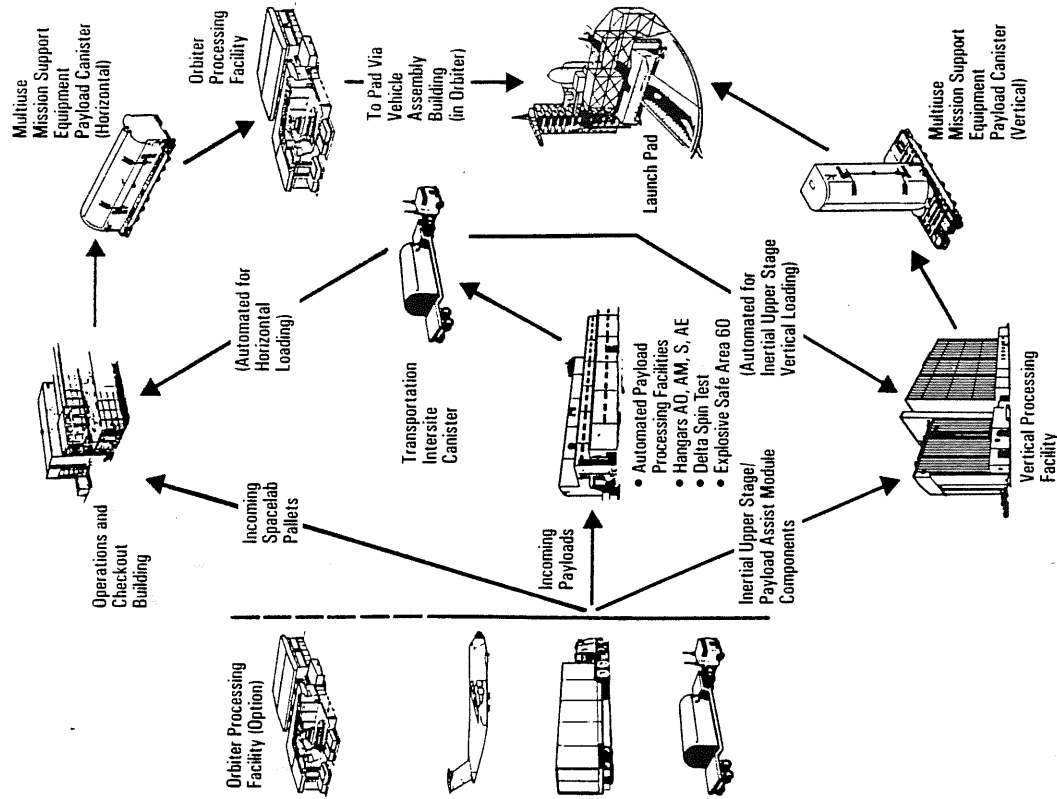 Orbiter Processing
Facility (Option)
Operations and
Checkout
Building
Incoming
Spacelab
Pallets
Incoming
Payloads
Inertial Upper Stage/
Payload Assist Module
Components
(Automated for
Horizontal
Loading)
Transportation
Intersite
Canister
• Automated Payload
Processing Facilities
• Hangars AO, AM, S, AE
• Delta Spin Test
• Explosive Safe Area 60
(Automated for
Inertial Upper Stage
Vertical Loading)
Vertical Processing
Facility
Multiuse
Mission Support
Equipment
Payload Canister
(Horizontal)
Orbiter
Processing
Facility
To Pad Via
Vehicle
Assembly
Building
(in Orbiter)
Launch Pad
Multiuse
Mission Support
Equipment
Payload Canister
(Vertical)